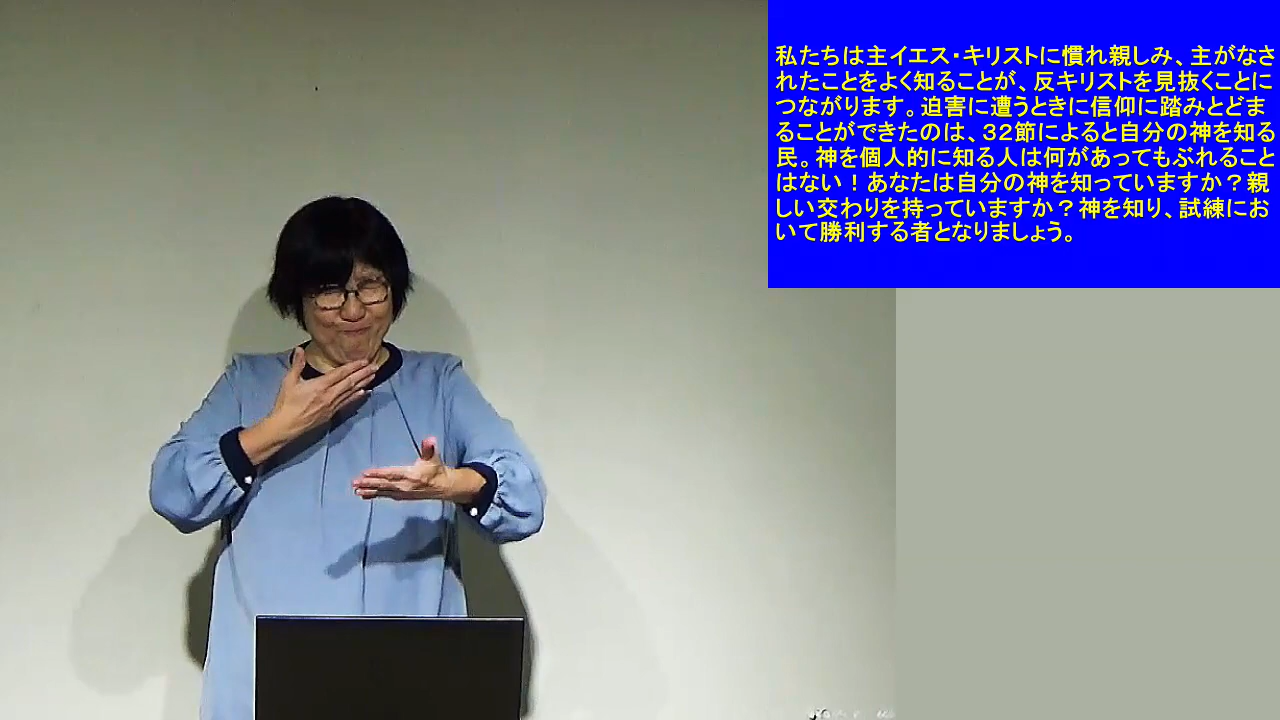 私たちは主イエス・キリストに慣れ親しみ、主がなさ
れたことをよく知ることが、反キリストを見抜くことに
つながります。迫害に遭うときに信仰に踏みとどま
ることができたのは、３２節によると自分の神を知る
民。神を個人的に知る人は何があってもぶれること
はない！あなたは自分の神を知っていますか？親
しい交わりを持っていますか？神を知り、試練にお
いて勝利する者となりましょう。